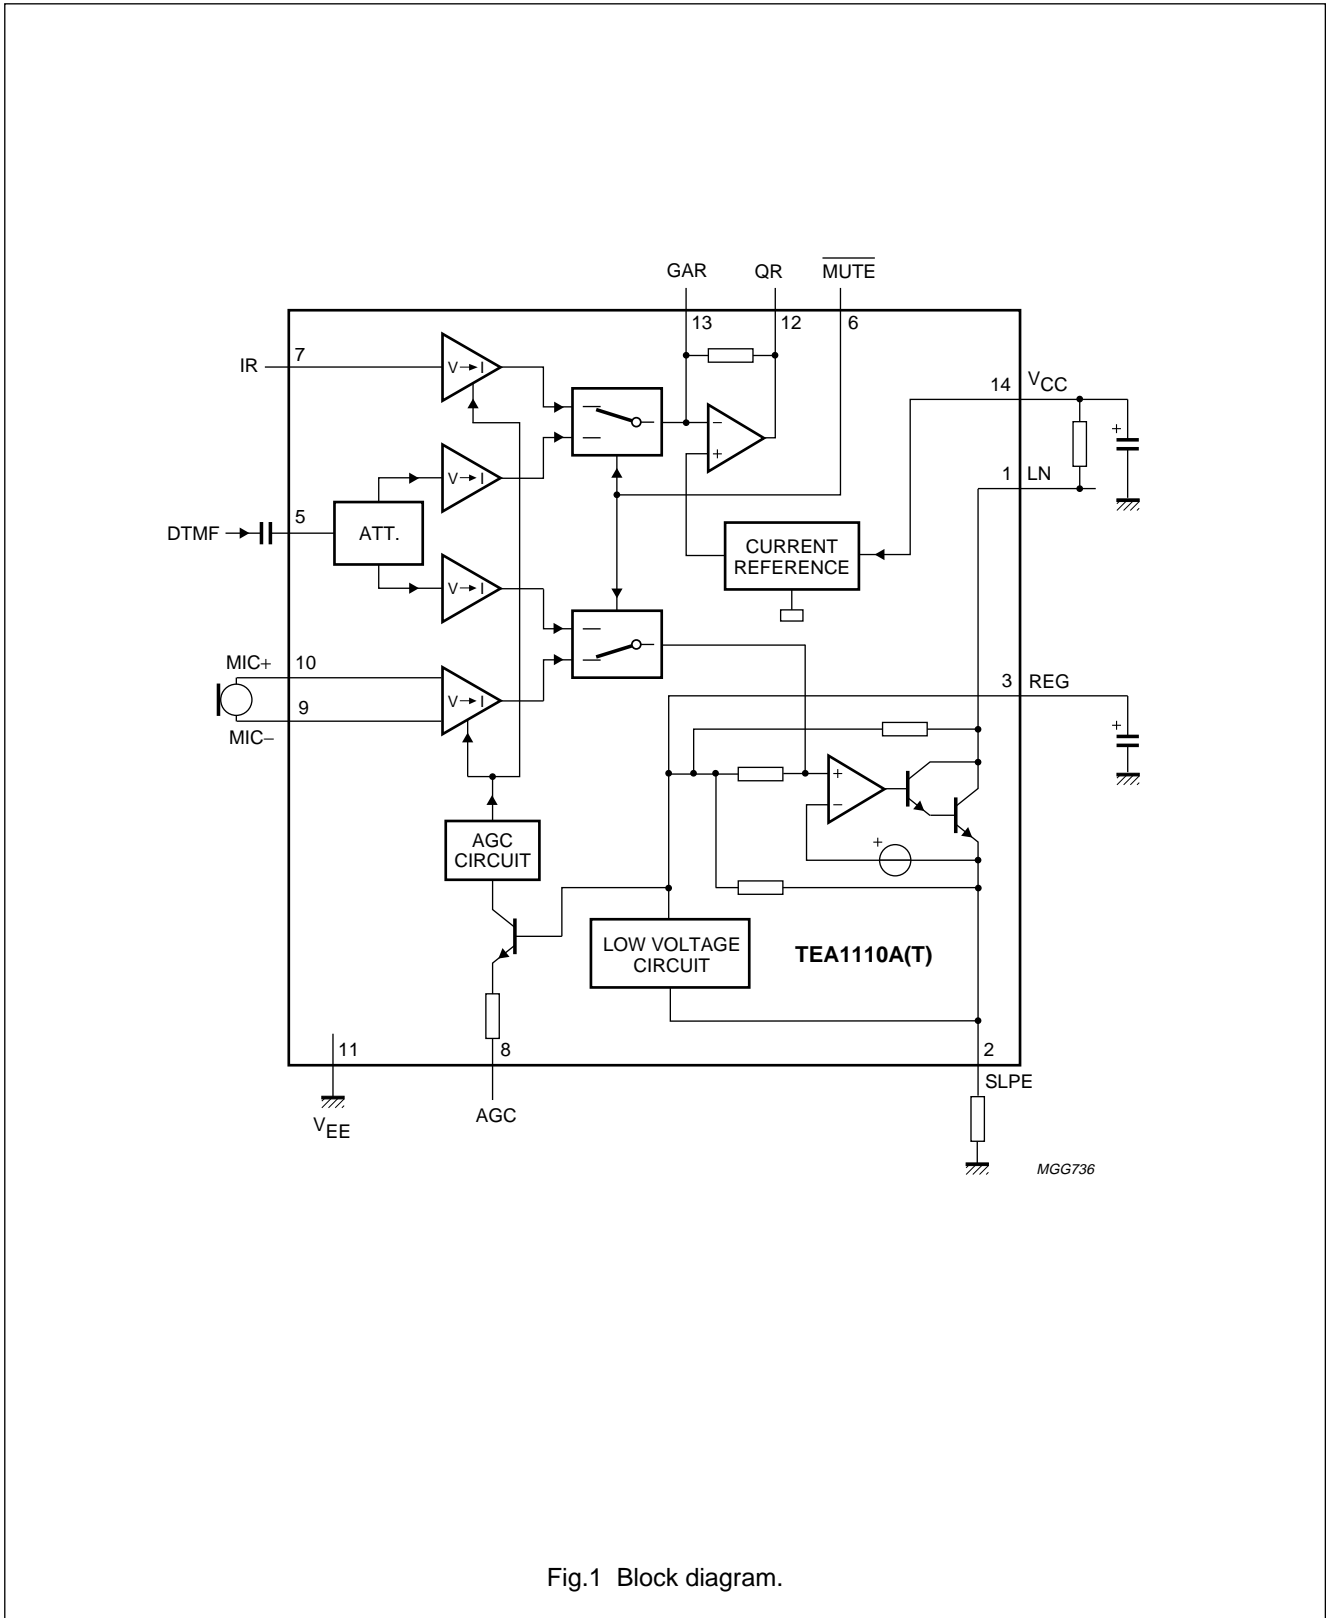 GAR QR MUTE
13 12 6
IR 7 V→I
14 VCC
1 LN
V→I
− +
DTMF 5 ATT.
CURRENT
REFERENCE
V→I
MIC+ 10
V→I
9
MIC−
3 REG
+
+
−
+
+
AGC
CIRCUIT
LOW VOLTAGE
CIRCUIT
TEA1110A(T)
11 8 2
SLPE
VEE
AGC
MGG736
Fig.1 Block diagram.